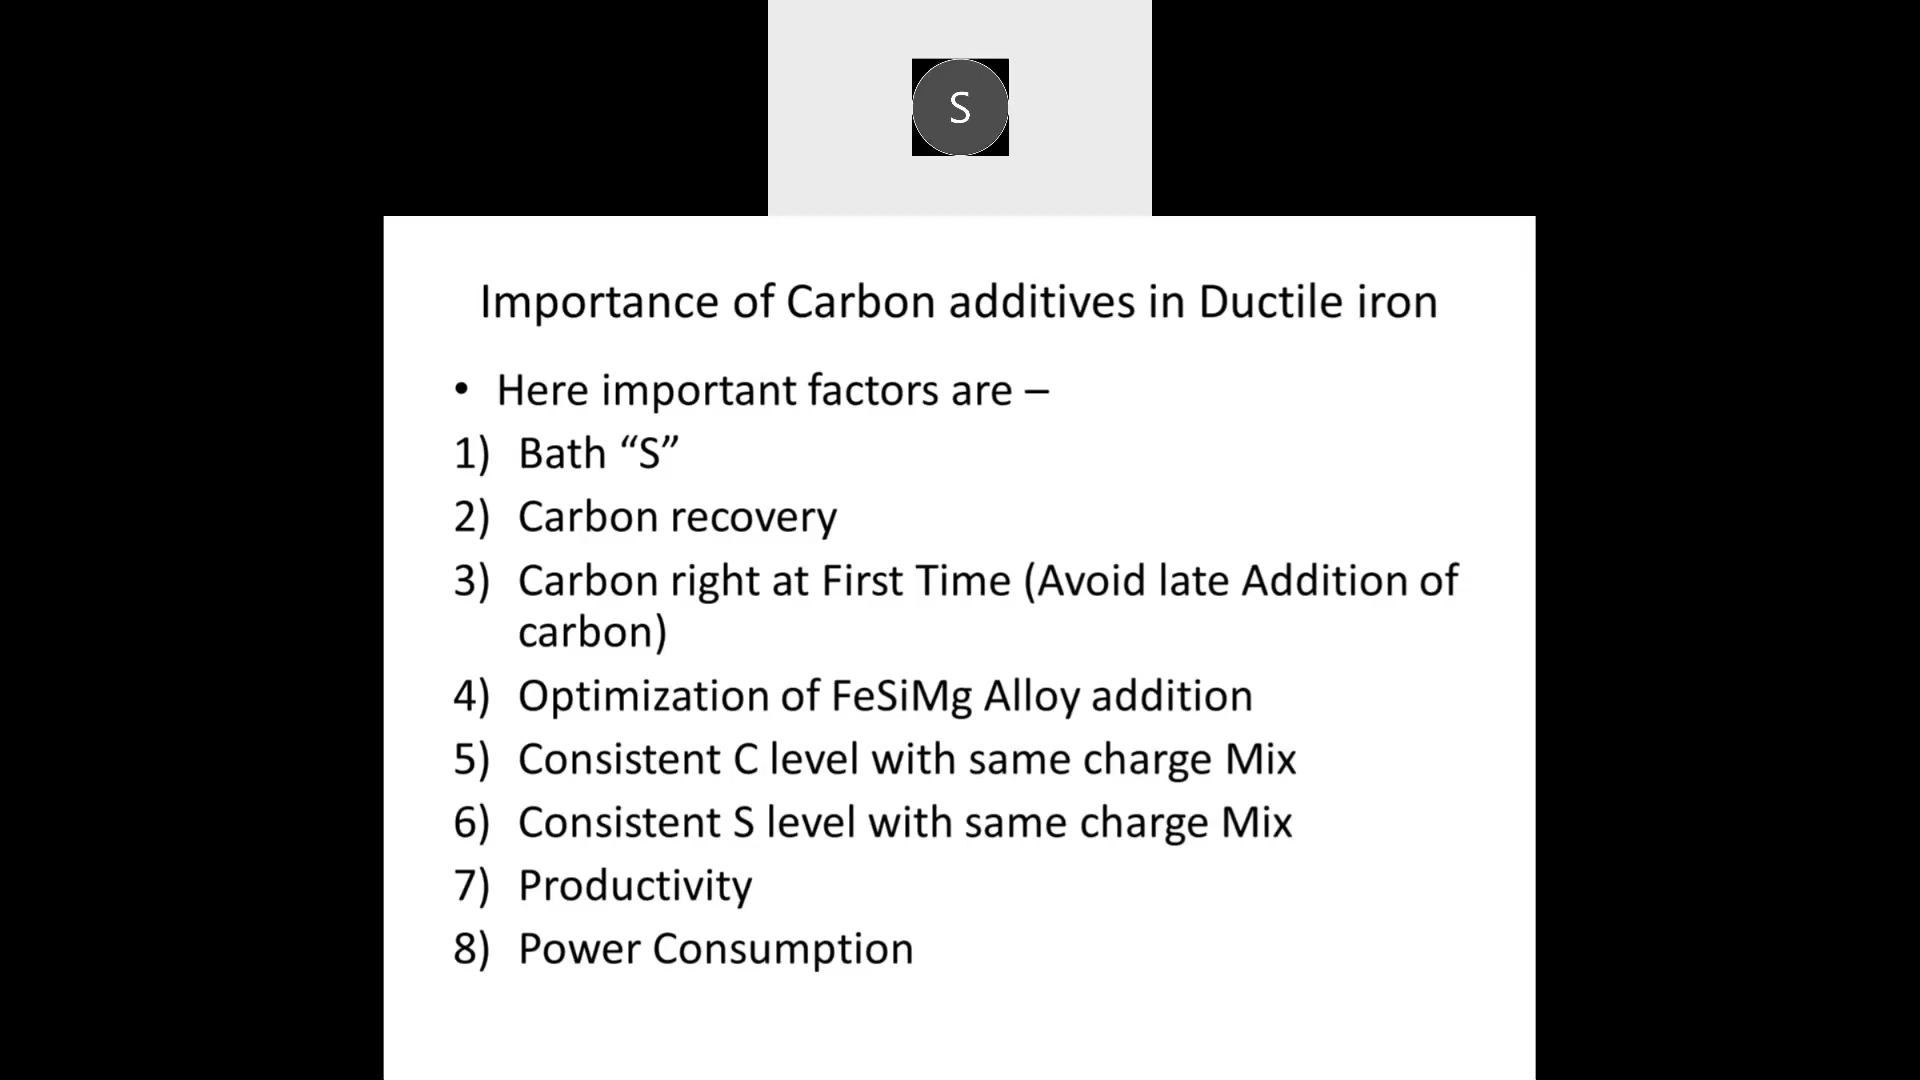 S
Importance of Carbon additives in Ductile iron
• Here important factors are –
1) Bath “S”
2) Carbon recovery
3) Carbon right at First Time (Avoid late Addition of
carbon)
4) Optimization of FeSiMg Alloy addition
5) Consistent C level with same charge Mix
6) Consistent S level with same charge Mix
7) Productivity
8) Power Consumption